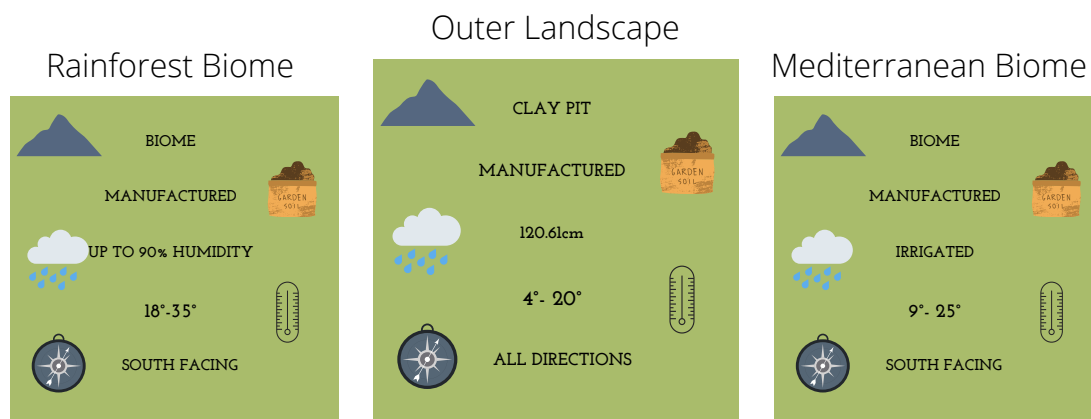 Rainforest Biome
BIOME
MANUFACTURED
GARDEN
SOIL
UP TO 90% HUMIDITY
18°-35°
SOUTH FACING
Outer Landscape
CLAY PIT
MANUFACTURED
GARDEN
SOIL
120.61cm
4°- 20°
ALL DIRECTIONS
Mediterranean Biome
BIOME
MANUFACTURED
GARDEN
SOIL
IRRIGATED
9°- 25°
SOUTH FACING